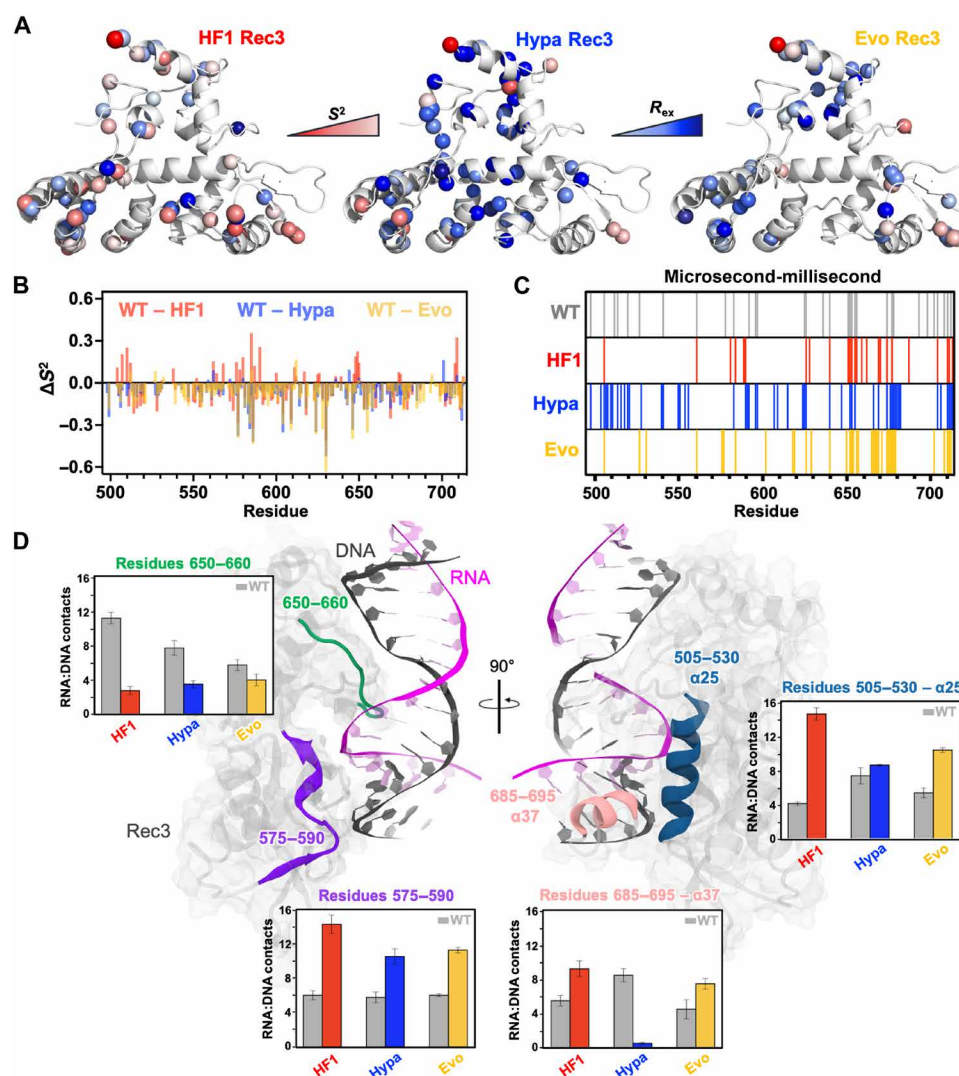 A
HF1 Rec3
Hypa Rec3
Evo Rec3
S²
Rex
B
WT – HF1
WT – Hypa
WT – Evo
ΔS²
0.6
0.3
0.0
−0.3
−0.6
500
550
600
650
700
Residue
C
Microsecond-millisecond
WT
HF1
Hypa
Evo
500
550
600
650
700
Residue
D
Residues 650–660
RNA:DNA contacts
16
12
8
4
0
WT
HF1
Hypa
Evo
DNA
RNA
650–660
575–590
Rec3
90°
505–530
α25
685–695
α37
Residues 505–530 – α25
RNA:DNA contacts
16
12
8
4
0
WT
HF1
Hypa
Evo
Residues 575–590
RNA:DNA contacts
16
12
8
4
0
WT
HF1
Hypa
Evo
Residues 685–695 – α37
RNA:DNA contacts
16
12
8
4
0
WT
HF1
Hypa
Evo